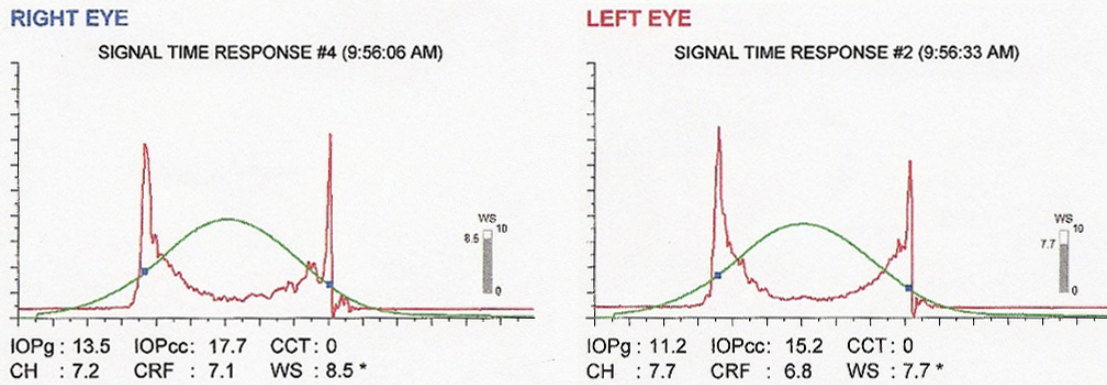 RIGHT EYE
SIGNAL TIME RESPONSE #4 (9:56:06 AM)
WS
10
8.5
0
IOPg : 13.5 IOPcc: 17.7 CCT : 0
CH : 7.2 CRF : 7.1 WS : 8.5 *
LEFT EYE
SIGNAL TIME RESPONSE #2 (9:56:33 AM)
WS
10
7.7
0
IOPg : 11.2 IOPcc: 15.2 CCT : 0
CH : 7.7 CRF : 6.8 WS : 7.7 *